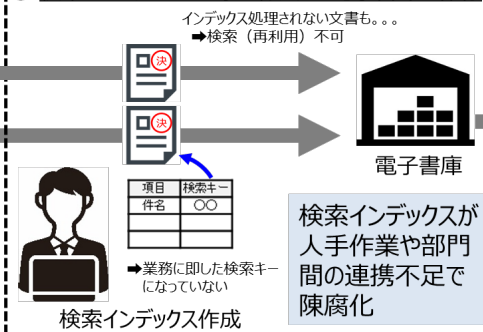 インデックス処理されない文書も。。。
➡検索（再利用）不可
決
決
電子書庫
項目 検索キー
件名 〇〇
➡業務に即した検索キー
になっていない
検索インデックス作成
検索インデックスが
人手作業や部門
間の連携不足で
陳腐化